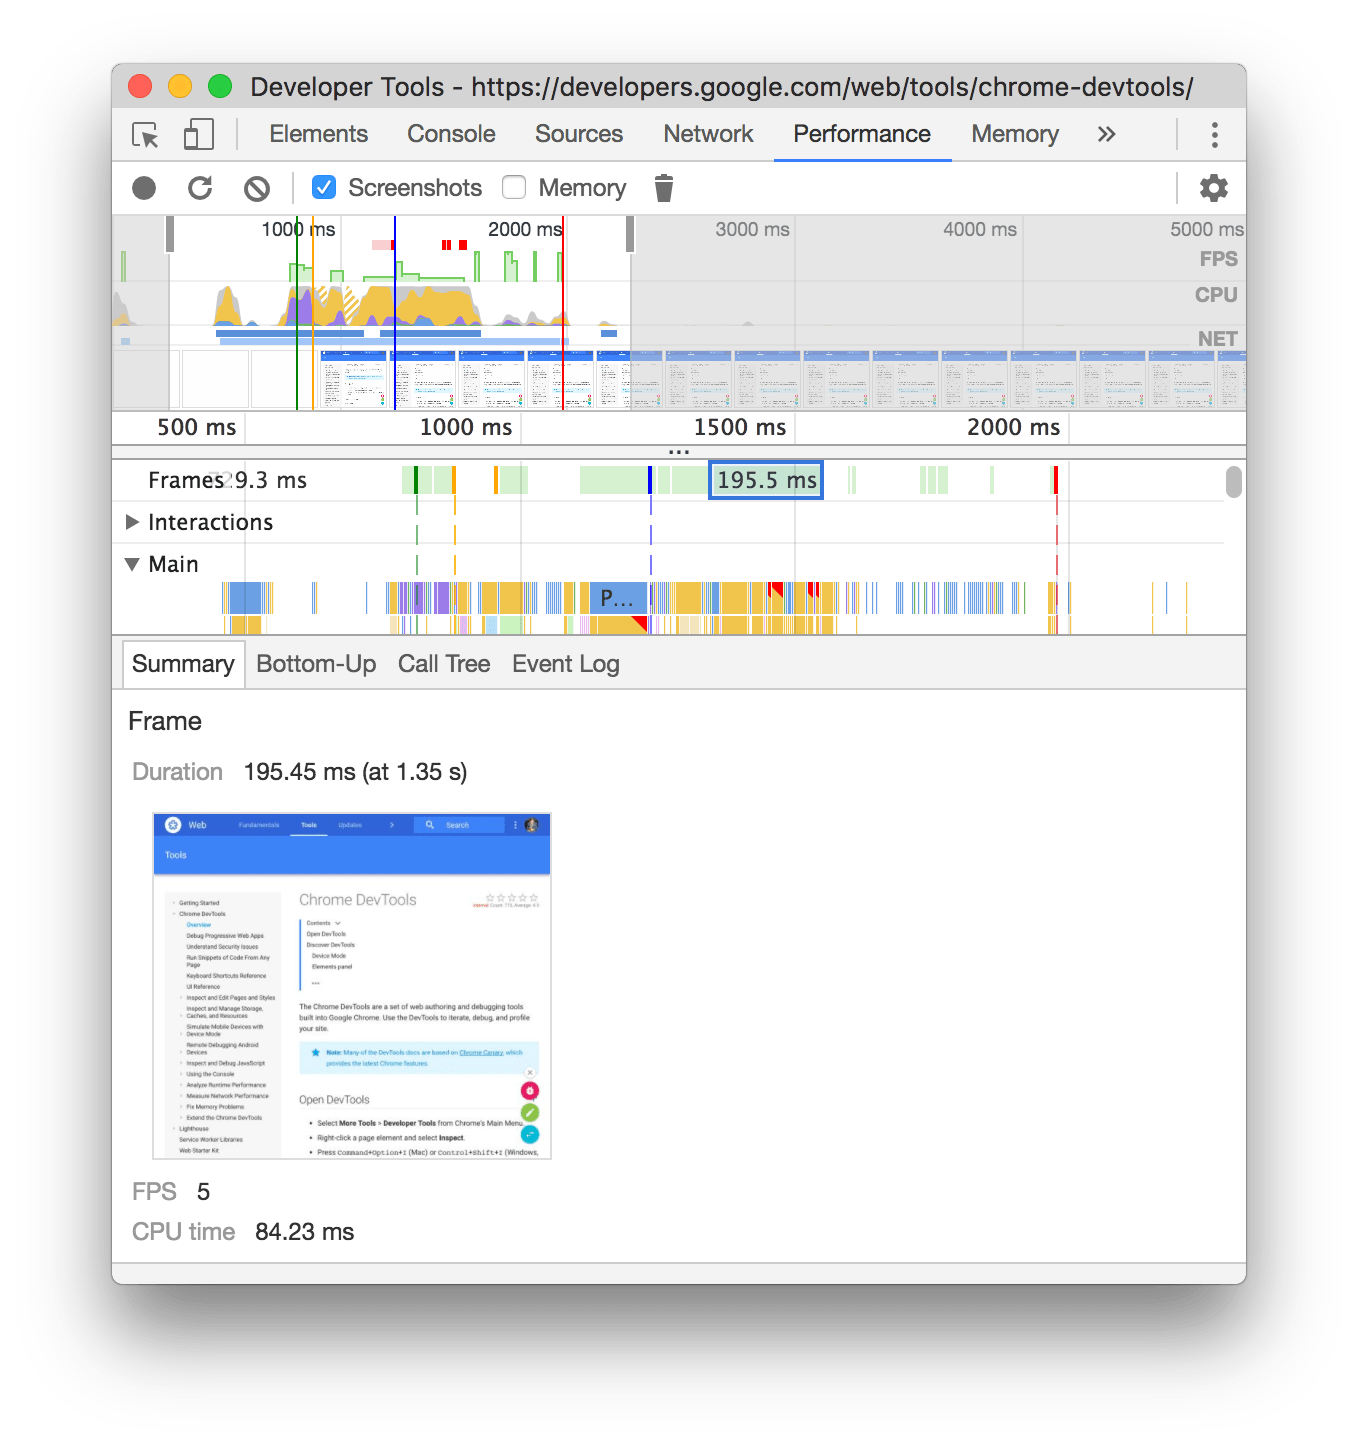 Developer Tools - https://developers.google.com/web/tools/chrome-devtools/
Elements Console Sources Network Performance Memory »
Screenshots Memory
1000 ms 2000 ms 3000 ms 4000 ms 5000 ms
FPS
CPU
NET
500 ms 1000 ms 1500 ms 2000 ms
...
Frames 29.3 ms 195.5 ms
Interactions
Main
P...
Summary Bottom-Up Call Tree Event Log
Frame
Duration 195.45 ms (at 1.35 s)
Web Fundamentals Tools Updates > Search
Tools
Getting Started
Chrome DevTools
Overview
Debug Progressive Web Apps
Understand Security Issues
Run Snippets of Code From Any
Page
Keyboard Shortcuts Reference
UI Reference
Inspect and Edit Pages and Styles
Inspect and Manage Storage,
Caches, and Resources
Simulate Mobile Devices with
Device Mode
Remote Debugging Android
Devices
Inspect and Debug JavaScript
Using the Console
Analyze Runtime Performance
Measure Network Performance
Fix Memory Problems
Extend the Chrome DevTools
Lighthouse
Service Worker Libraries
Web Starter Kit
Chrome DevTools
Contents
Open DevTools
Discover DevTools
Device Mode
Elements panel
...
The Chrome DevTools are a set of web authoring and debugging tools
built into Google Chrome. Use the DevTools to iterate, debug, and profile
your site.
Note: Many of the DevTools docs are based on Chrome Canary, which
provides the latest Chrome features.
Open DevTools
• Select More Tools > Developer Tools from Chrome's Main Menu.
• Right-click a page element and select Inspect.
• Press Command+Option+I (Mac) or Control+Shift+I (Windows,
FPS 5
CPU time 84.23 ms